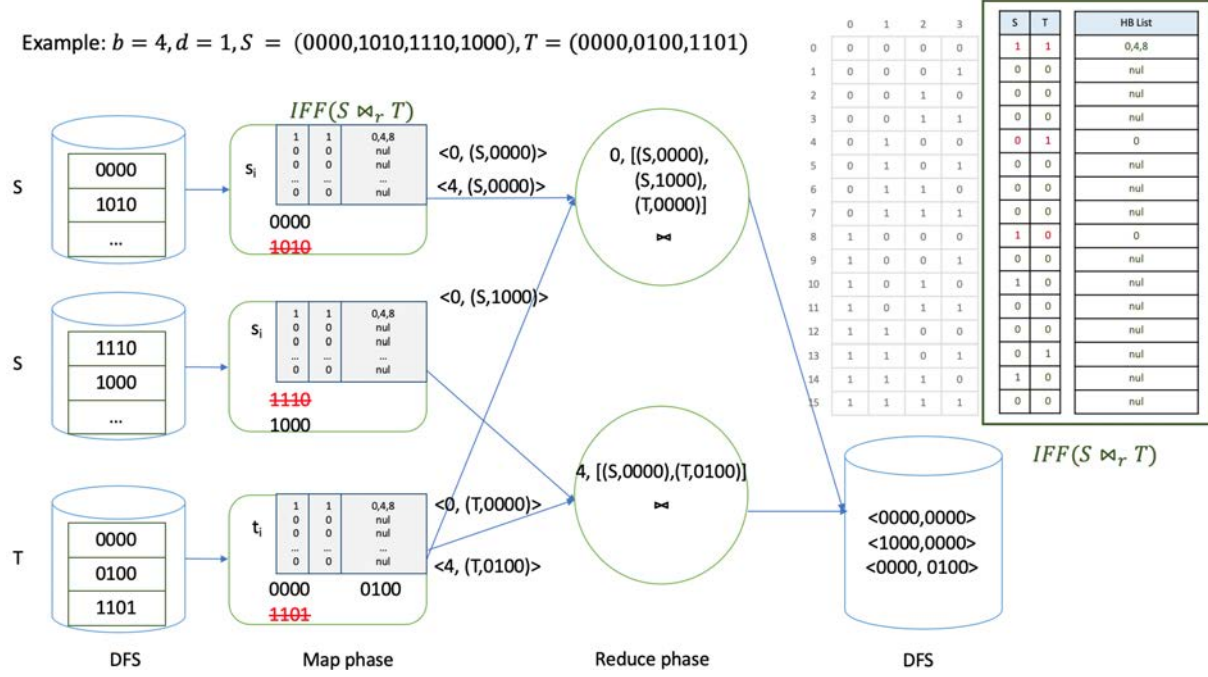 Example: b = 4, d = 1, S = (0000,1010,1110,1000), T = (0000,0100,1101)
IFF(S ⋈r T)
S
0000
1010
...
si
1 1 0,4,8
0 0 nul
0 0 nul
... ... ...
0 0 nul
0000
1010
<0, (S,0000)>
<4, (S,0000)>
0, [(S,0000),
(S,1000),
(T,0000)]
⋈
S
1110
1000
...
si
1 1 0,4,8
0 0 nul
0 0 nul
... ... ...
0 0 nul
1110
1000
<0, (S,1000)>
T
0000
0100
1101
ti
1 1 0,4,8
0 0 nul
0 0 nul
... ... ...
0 0 nul
0000 0100
1101
<0, (T,0000)>
<4, (T,0100)>
4, [(S,0000),(T,0100)]
⋈
0 1 2 3 S T HB List
0 0 0 0 0 1 1 0,4,8
1 0 0 0 1 0 0 nul
2 0 0 1 0 0 0 nul
3 0 0 1 1 0 0 nul
4 0 1 0 0 0 1 0
5 0 1 0 1 0 0 nul
6 0 1 1 0 0 0 nul
7 0 1 1 1 0 0 nul
8 1 0 0 0 1 0 0
9 1 0 0 1 0 0 nul
10 1 0 1 0 1 0 nul
11 1 0 1 1 0 0 nul
12 1 1 0 0 0 0 nul
13 1 1 0 1 0 1 nul
14 1 1 1 0 1 0 nul
15 1 1 1 1 0 0 nul
IFF(S ⋈r T)
<0000,0000>
<1000,0000>
<0000, 0100>
DFS Map phase Reduce phase DFS